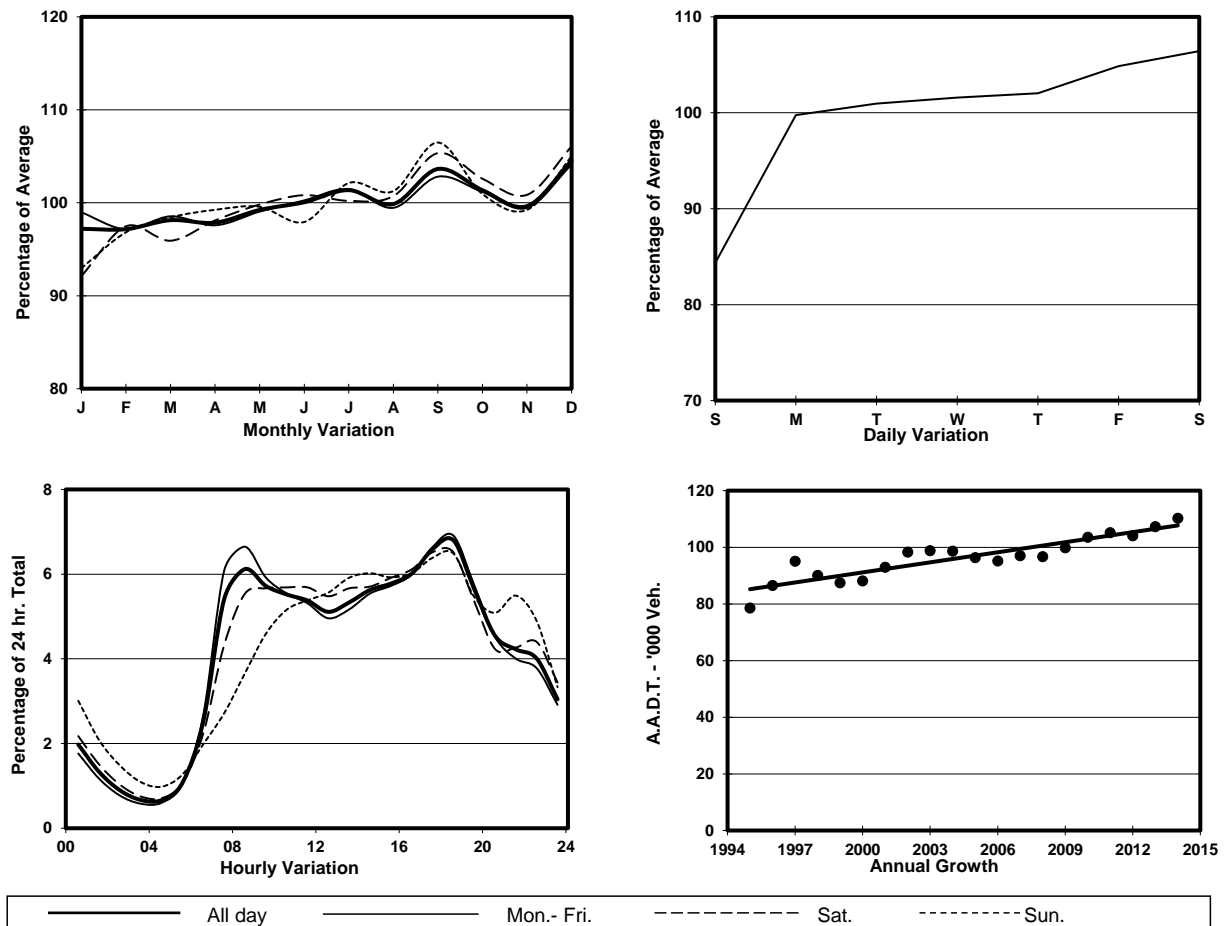 120
110
100
90
80
Percentage of Average
J F M A M J J A S O N D
Monthly Variation
110
100
90
80
70
Percentage of Average
S M T W T F S
Daily Variation
8
6
4
2
0
Percentage of 24 hr. Total
00 04 08 12 16 20 24
Hourly Variation
120
100
80
60
40
20
0
A.A.D.T. - '000 Veh.
1994 1997 2000 2003 2006 2009 2012 2015
Annual Growth
All day Mon.- Fri. Sat. Sun.